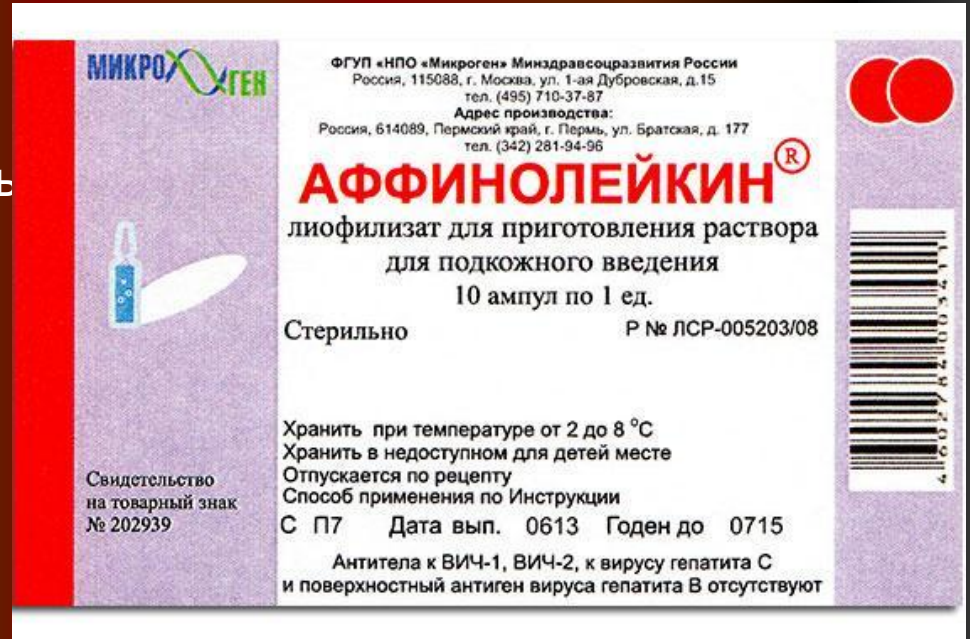 ь
МИКРОГЕН
ФГУП «НПО «Микроген» Минздравсоцразвития России
Россия, 115088, г. Москва, ул. 1-ая Дубровская, д.15
тел. (495) 710-37-87
Адрес производства:
Россия, 614089, Пермский край, г. Пермь, ул. Братская, д. 177
тел. (342) 281-94-96
АФФИНОЛЕЙКИН®
лиофилизат для приготовления раствора
для подкожного введения
10 ампул по 1 ед.
Стерильно
Р № ЛСР-005203/08
Хранить при температуре от 2 до 8 °С
Хранить в недоступном для детей месте
Отпускается по рецепту
Способ применения по Инструкции
С П7 Дата вып. 0613 Годен до 0715
Антитела к ВИЧ-1, ВИЧ-2, к вирусу гепатита С
и поверхностный антиген вируса гепатита В отсутствуют
Свидетельство
на товарный знак
№ 202939
4 602784 003411